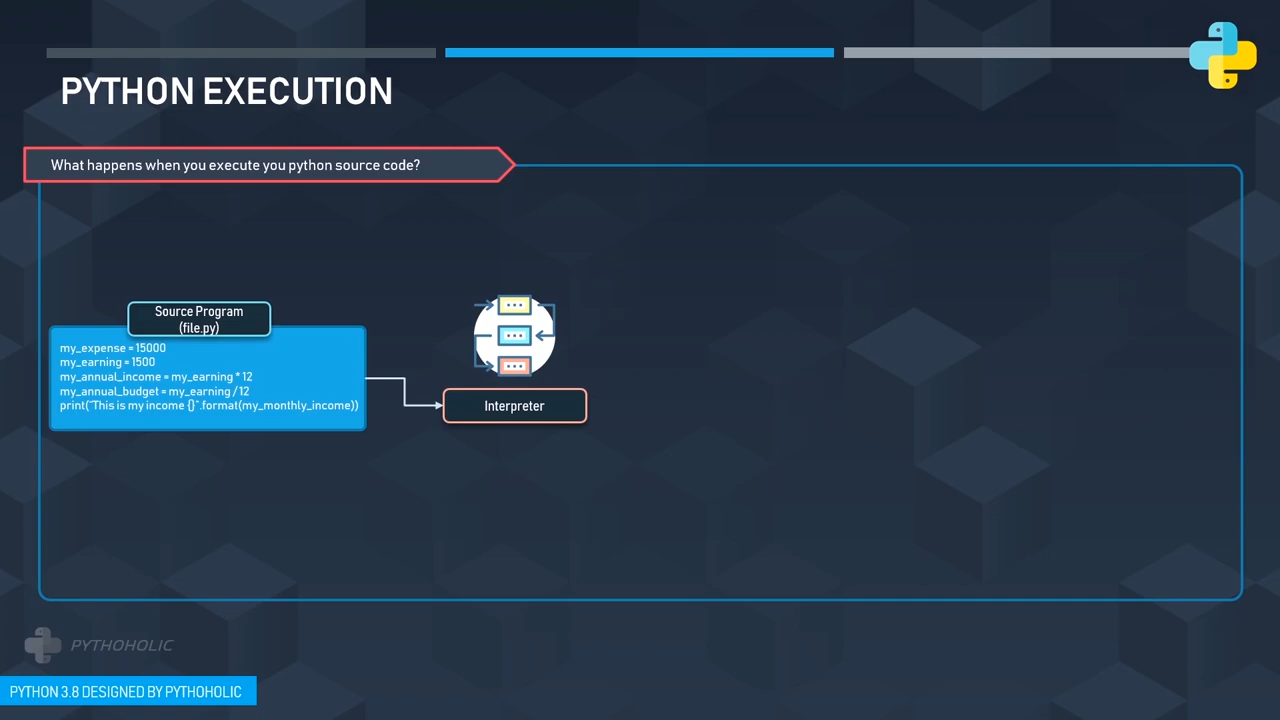 PYTHON EXECUTION
What happens when you execute you python source code?
Source Program
(file.py)
my_expense = 15000
my_earning = 1500
my_annual_income = my_earning * 12
my_annual_budget = my_earning / 12
print("This is my income {}".format(my_monthly_income))
Interpreter
PYTHOHOLIC
PYTHON 3.8 DESIGNED BY PYTHOHOLIC